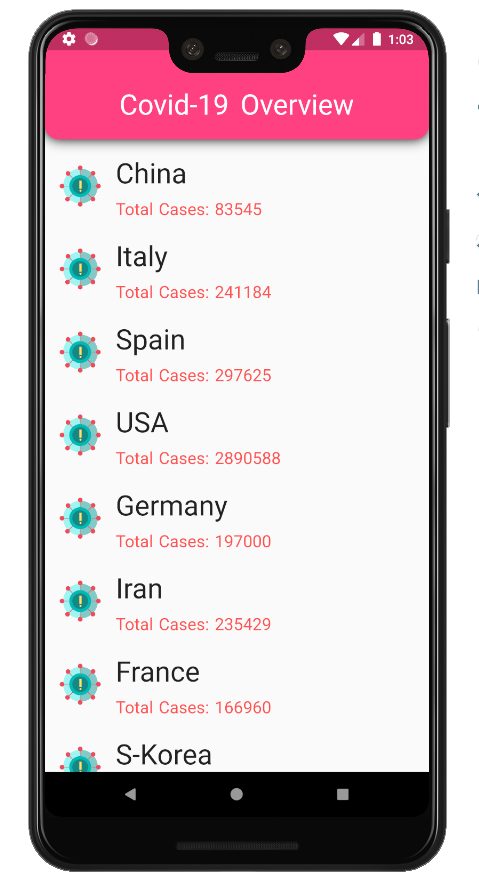 1:03
Covid-19 Overview
China
Total Cases: 83545
Italy
Total Cases: 241184
Spain
Total Cases: 297625
USA
Total Cases: 2890588
Germany
Total Cases: 197000
Iran
Total Cases: 235429
France
Total Cases: 166960
S-Korea